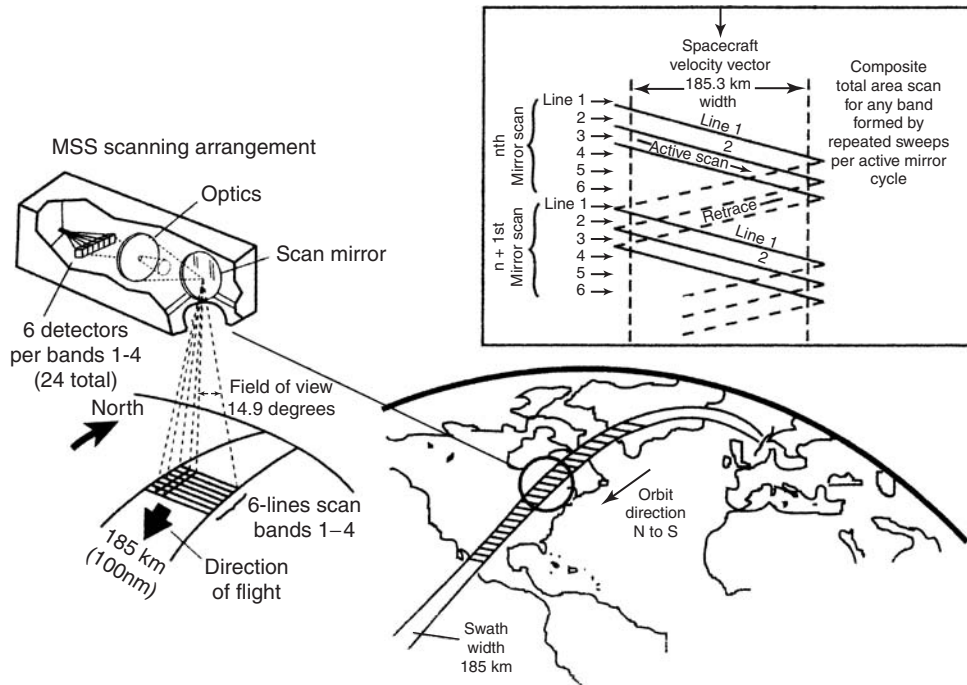 MSS scanning arrangement
Optics
Scan mirror
6 detectors
per bands 1-4
(24 total)
Field of view
14.9 degrees
North
6-lines scan
bands 1–4
185 km
(100nm)
Direction
of flight
Spacecraft
velocity vector
185.3 km
width
Composite
total area scan
for any band
formed by
repeated sweeps
per active mirror
cycle
nth
Mirror scan
Line 1
2
3
4
5
6
n + 1st
Mirror scan
Line 1
2
3
4
5
6
Line 1
2
Active scan
Retrace
Line 1
2
Orbit
direction
N to S
Swath
width
185 km